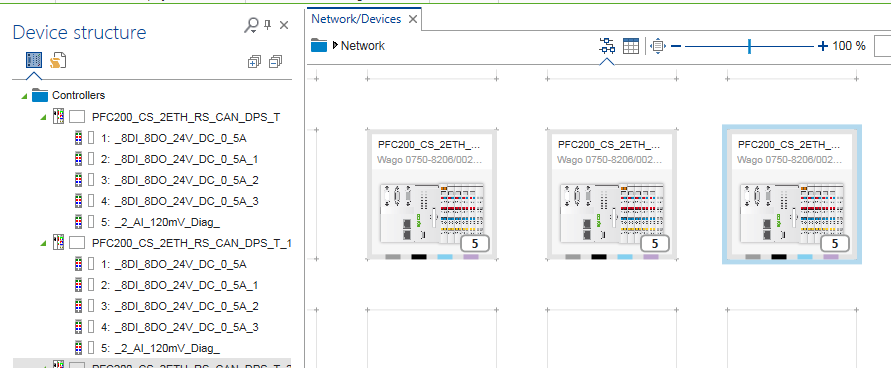 Network/Devices
Device structure
Network
100 %
Controllers
PFC200_CS_2ETH_RS_CAN_DPS_T
1: _8DI_8DO_24V_DC_0_5A
2: _8DI_8DO_24V_DC_0_5A_1
3: _8DI_8DO_24V_DC_0_5A_2
4: _8DI_8DO_24V_DC_0_5A_3
5: _2_AI_120mV_Diag_
PFC200_CS_2ETH_RS_CAN_DPS_T_1
1: _8DI_8DO_24V_DC_0_5A
2: _8DI_8DO_24V_DC_0_5A_1
3: _8DI_8DO_24V_DC_0_5A_2
4: _8DI_8DO_24V_DC_0_5A_3
5: _2_AI_120mV_Diag_
PFC200_CS_2ETH_RS_CAN_DPS_T_2
PFC200_CS_2ETH_...
Wago 0750-8206/002...
5
PFC200_CS_2ETH_...
Wago 0750-8206/002...
5
PFC200_CS_2ETH_...
Wago 0750-8206/002...
5